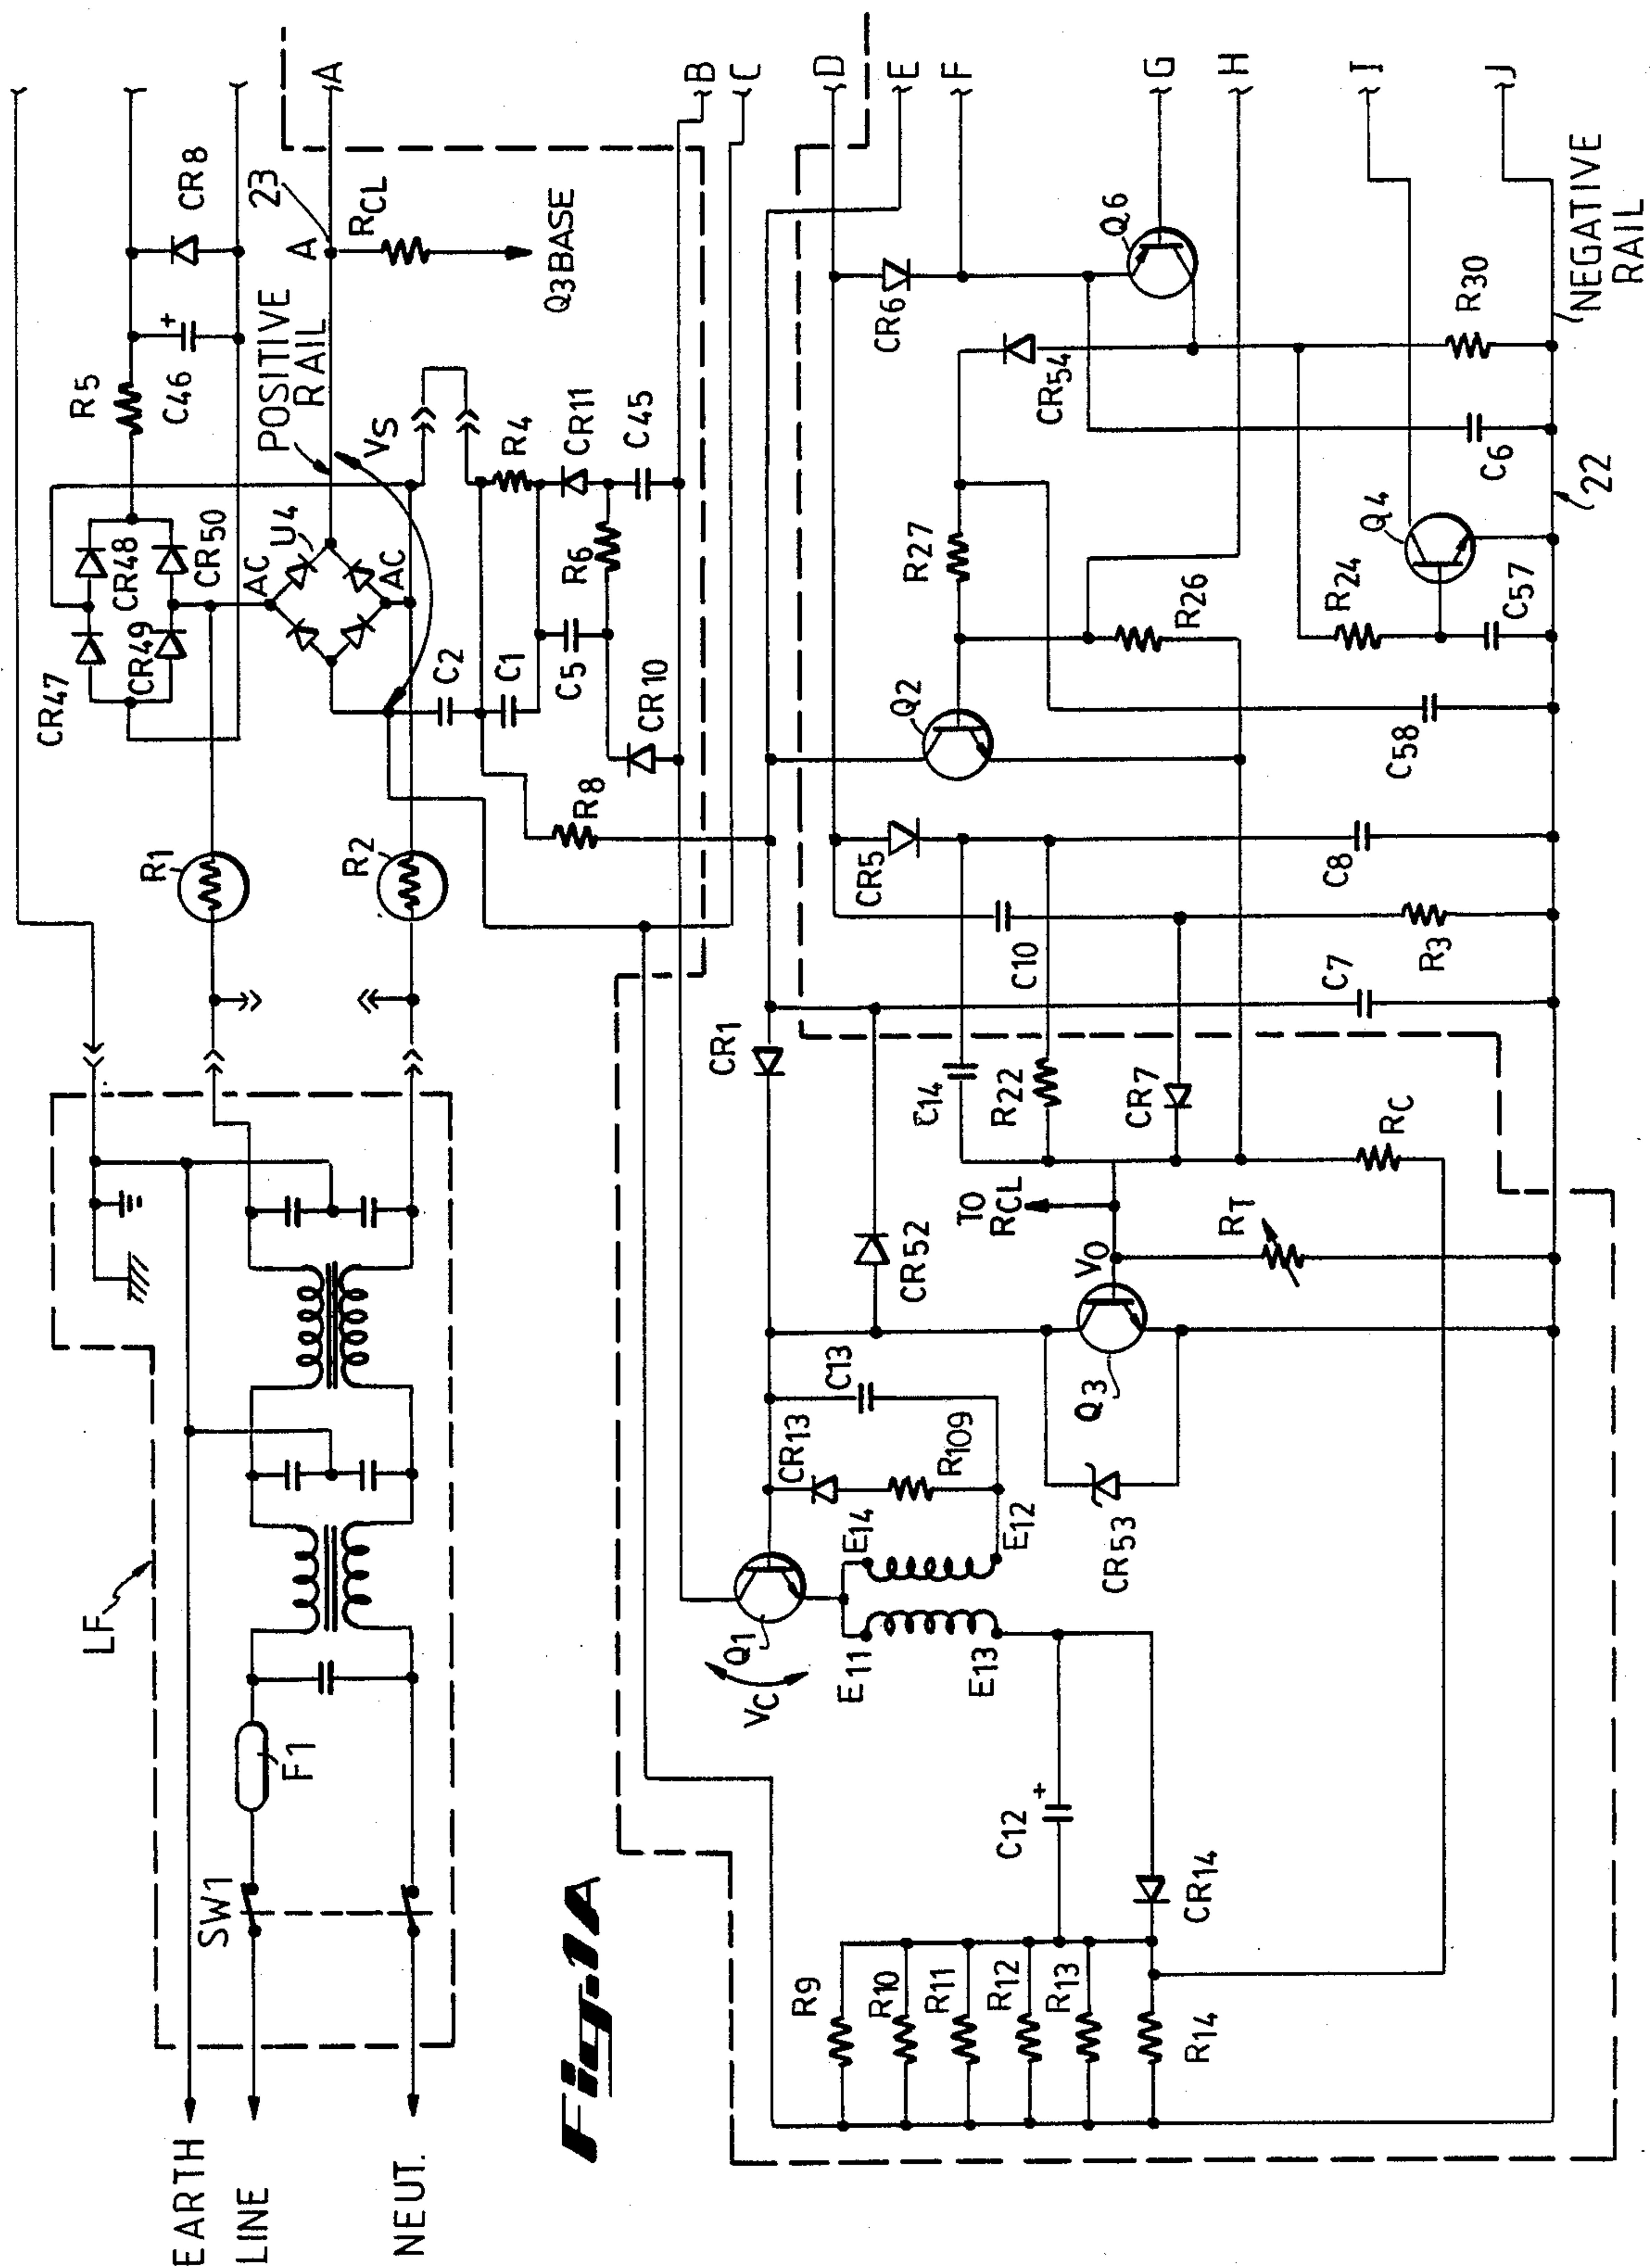 EARTH
LINE
NEUT.
LF
SW1
F1
R1
R2
CR47
CR48
CR49
CR50
R5
C46
+
CR8
AC
U4
AC
POSITIVE
RAIL
A
23
A
RCL
Q3 BASE
VS
C2
C1
R4
CR11
C5
R6
C45
CR10
R8
B
C
D
E
F
G
H
I
J
Fig.1A
CR1
Q1
VC
E11
E14
E13
E12
CR13
C13
R109
CR52
CR53
Q3
VO
TO
RCL
RT
RC
C14
R22
CR7
C10
CR5
C8
R3
C7
Q2
R27
R26
CR6
Q6
CR54
R30
C6
Q4
R24
C57
C58
22
NEGATIVE
RAIL
C12
+
CR14
R9
R10
R11
R12
R13
R14